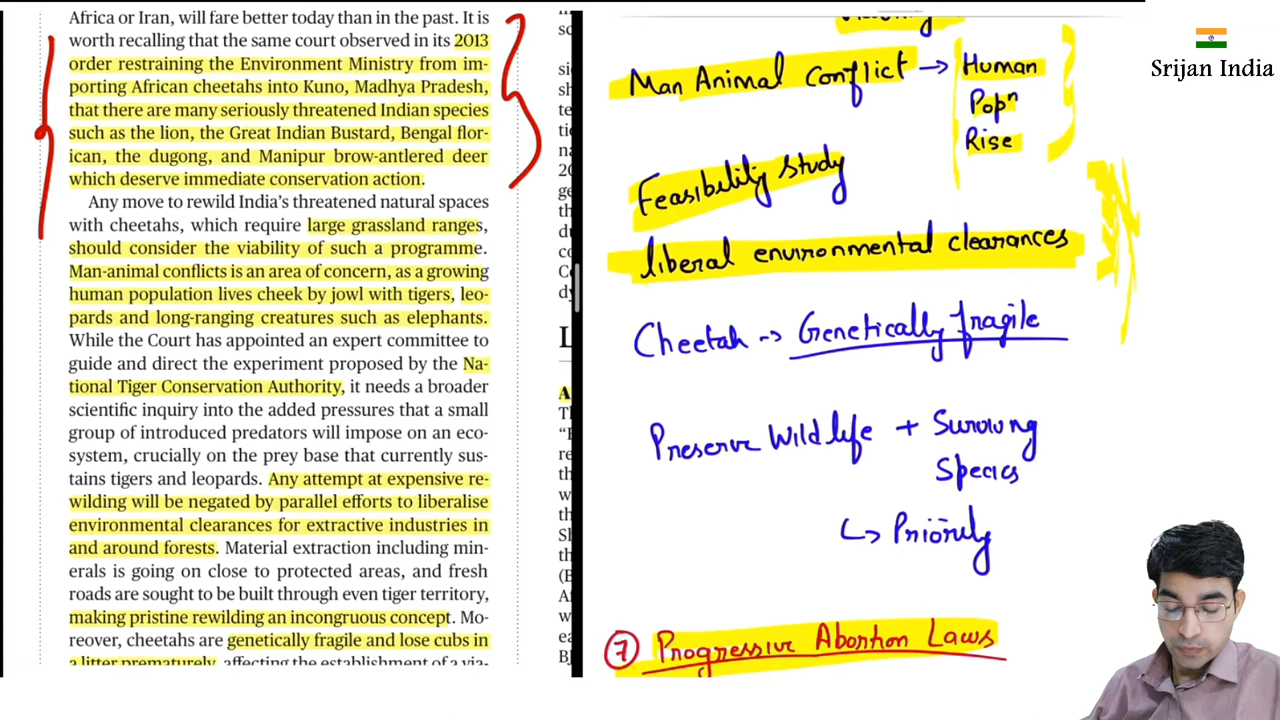 Africa or Iran, will fare better today than in the past. It is
worth recalling that the same court observed in its 2013
order restraining the Environment Ministry from im-
porting African cheetahs into Kuno, Madhya Pradesh,
that there are many seriously threatened Indian species
such as the lion, the Great Indian Bustard, Bengal flor-
ican, the dugong, and Manipur brow-antlered deer
which deserve immediate conservation action.
Any move to rewild India's threatened natural spaces
with cheetahs, which require large grassland ranges,
should consider the viability of such a programme.
Man-animal conflicts is an area of concern, as a growing
human population lives cheek by jowl with tigers, leo-
pards and long-ranging creatures such as elephants.
While the Court has appointed an expert committee to
guide and direct the experiment proposed by the Na-
tional Tiger Conservation Authority, it needs a broader
scientific inquiry into the added pressures that a small
group of introduced predators will impose on an eco-
system, crucially on the prey base that currently sus-
tains tigers and leopards. Any attempt at expensive re-
wilding will be negated by parallel efforts to liberalise
environmental clearances for extractive industries in
and around forests. Material extraction including min-
erals is going on close to protected areas, and fresh
roads are sought to be built through even tiger territory,
making pristine rewilding an incongruous concept. Mo-
reover, cheetahs are genetically fragile and lose cubs in
a litter prematurely, affecting the establishment of a via-
Man Animal Conflict → Human
Popⁿ
Rise
Feasibility Study
liberal environmental clearances
Cheetah → Genetically fragile
Preserve Wildlife + Surviving
Species
↳ Priority
7 Progressive Abortion Laws
Srijan India